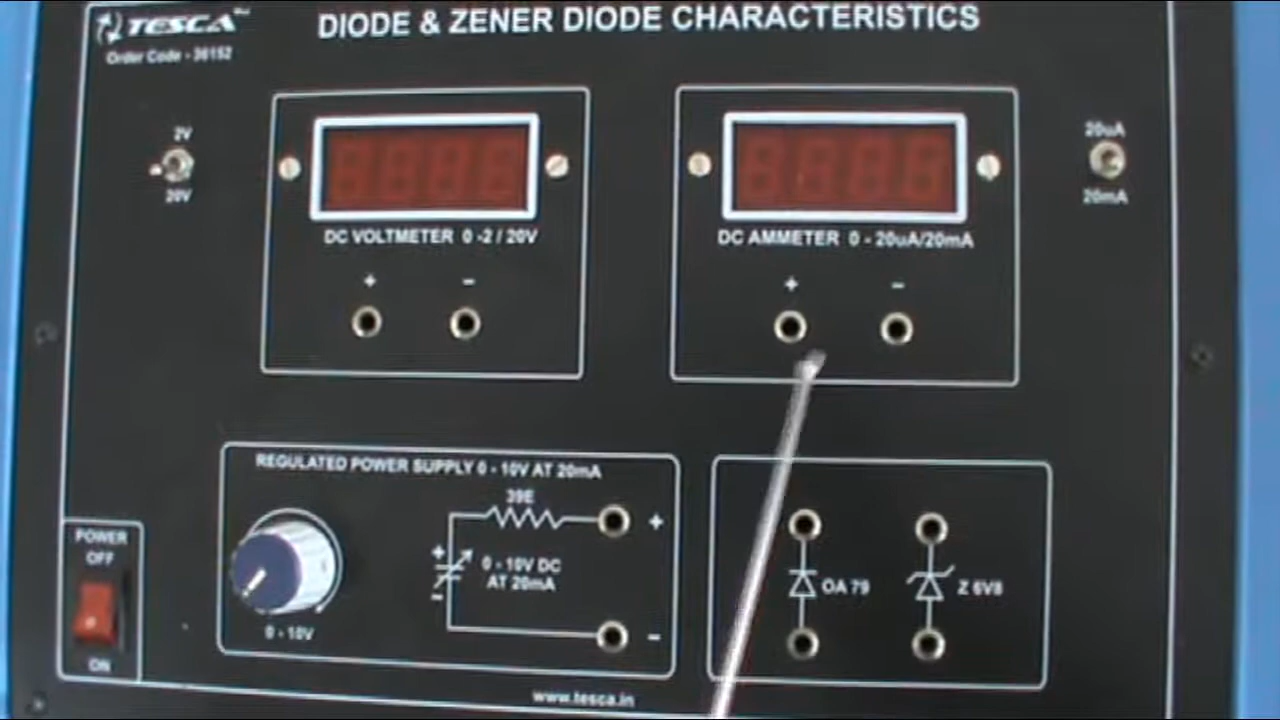 TESCA
DIODE & ZENER DIODE CHARACTERISTICS
Order Code - 36152
2V
20V
DC VOLTMETER 0 -2 / 20V
+ -
DC AMMETER 0 - 20uA/20mA
+ -
20uA
20mA
REGULATED POWER SUPPLY 0 - 10V AT 20mA
39E
+
+
0 - 10V DC
AT 20mA
-
-
0 - 10V
POWER
OFF
ON
OA 79
Z 6V8
www.tesca.in